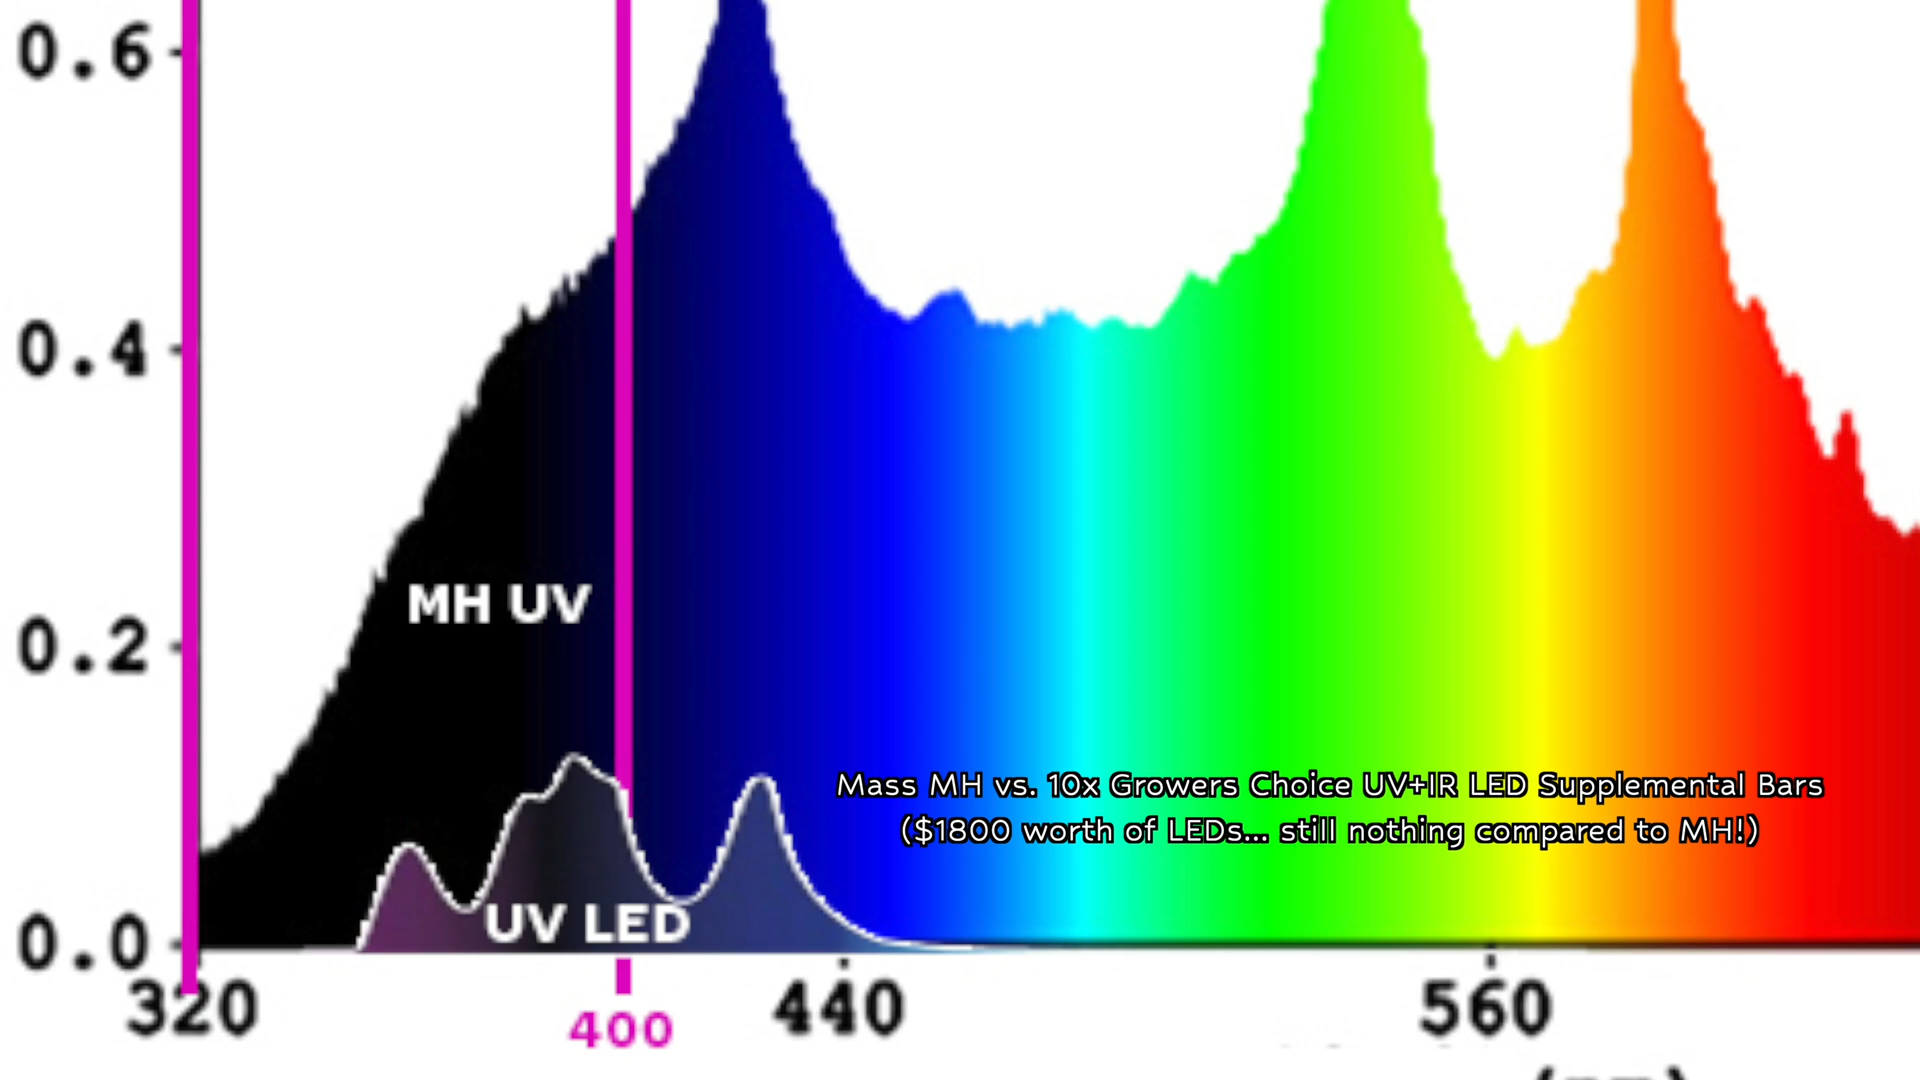 0.6
0.4
MH UV
0.2
Mass MH vs. 10x Growers Choice UV+IR LED Supplemental Bars
($1800 worth of LEDs... still nothing compared to MH!)
UV LED
0.0
320
400
440
560